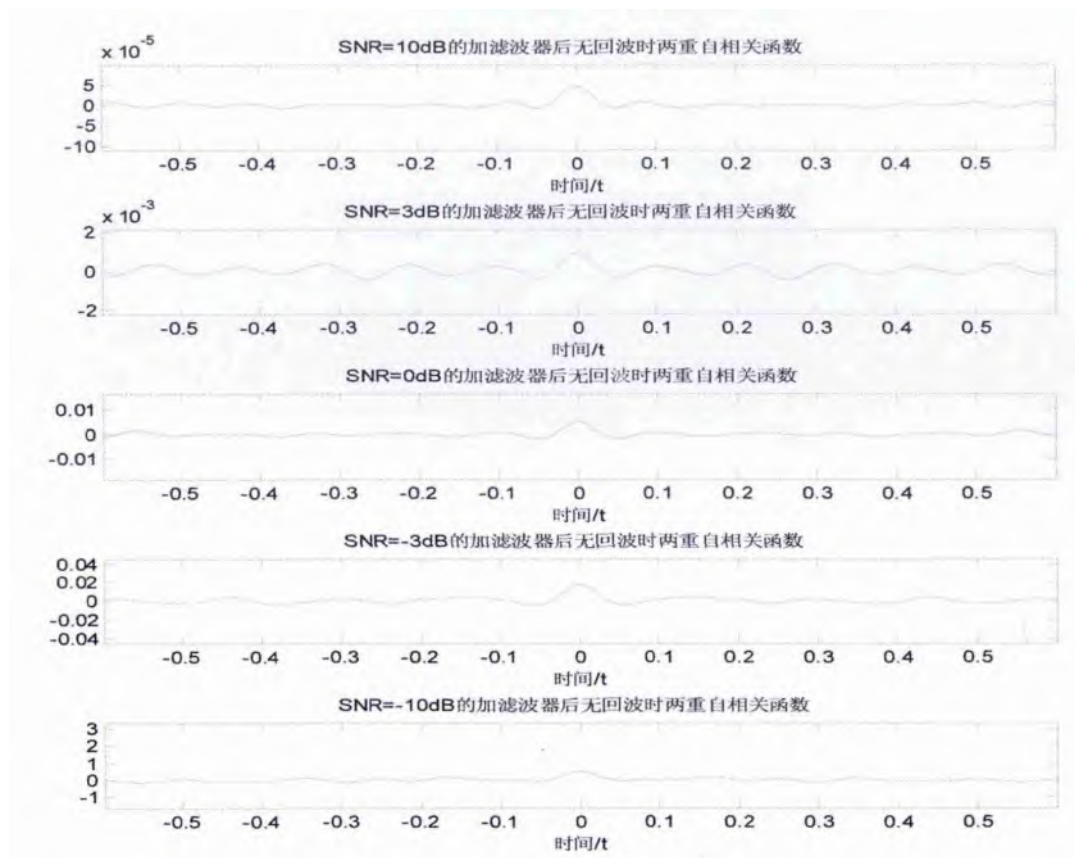 SNR=10dB的加滤波器后无回波时两重自相关函数
x 10^-5
5
0
-5
-10
-0.5 -0.4 -0.3 -0.2 -0.1 0 0.1 0.2 0.3 0.4 0.5
时间/t
SNR=3dB的加滤波器后无回波时两重自相关函数
x 10^-3
2
0
-2
-0.5 -0.4 -0.3 -0.2 -0.1 0 0.1 0.2 0.3 0.4 0.5
时间/t
SNR=0dB的加滤波器后无回波时两重自相关函数
0.01
0
-0.01
-0.5 -0.4 -0.3 -0.2 -0.1 0 0.1 0.2 0.3 0.4 0.5
时间/t
SNR=-3dB的加滤波器后无回波时两重自相关函数
0.04
0.02
0
-0.02
-0.04
-0.5 -0.4 -0.3 -0.2 -0.1 0 0.1 0.2 0.3 0.4 0.5
时间/t
SNR=-10dB的加滤波器后无回波时两重自相关函数
3
2
1
0
-1
-0.5 -0.4 -0.3 -0.2 -0.1 0 0.1 0.2 0.3 0.4 0.5
时间/t